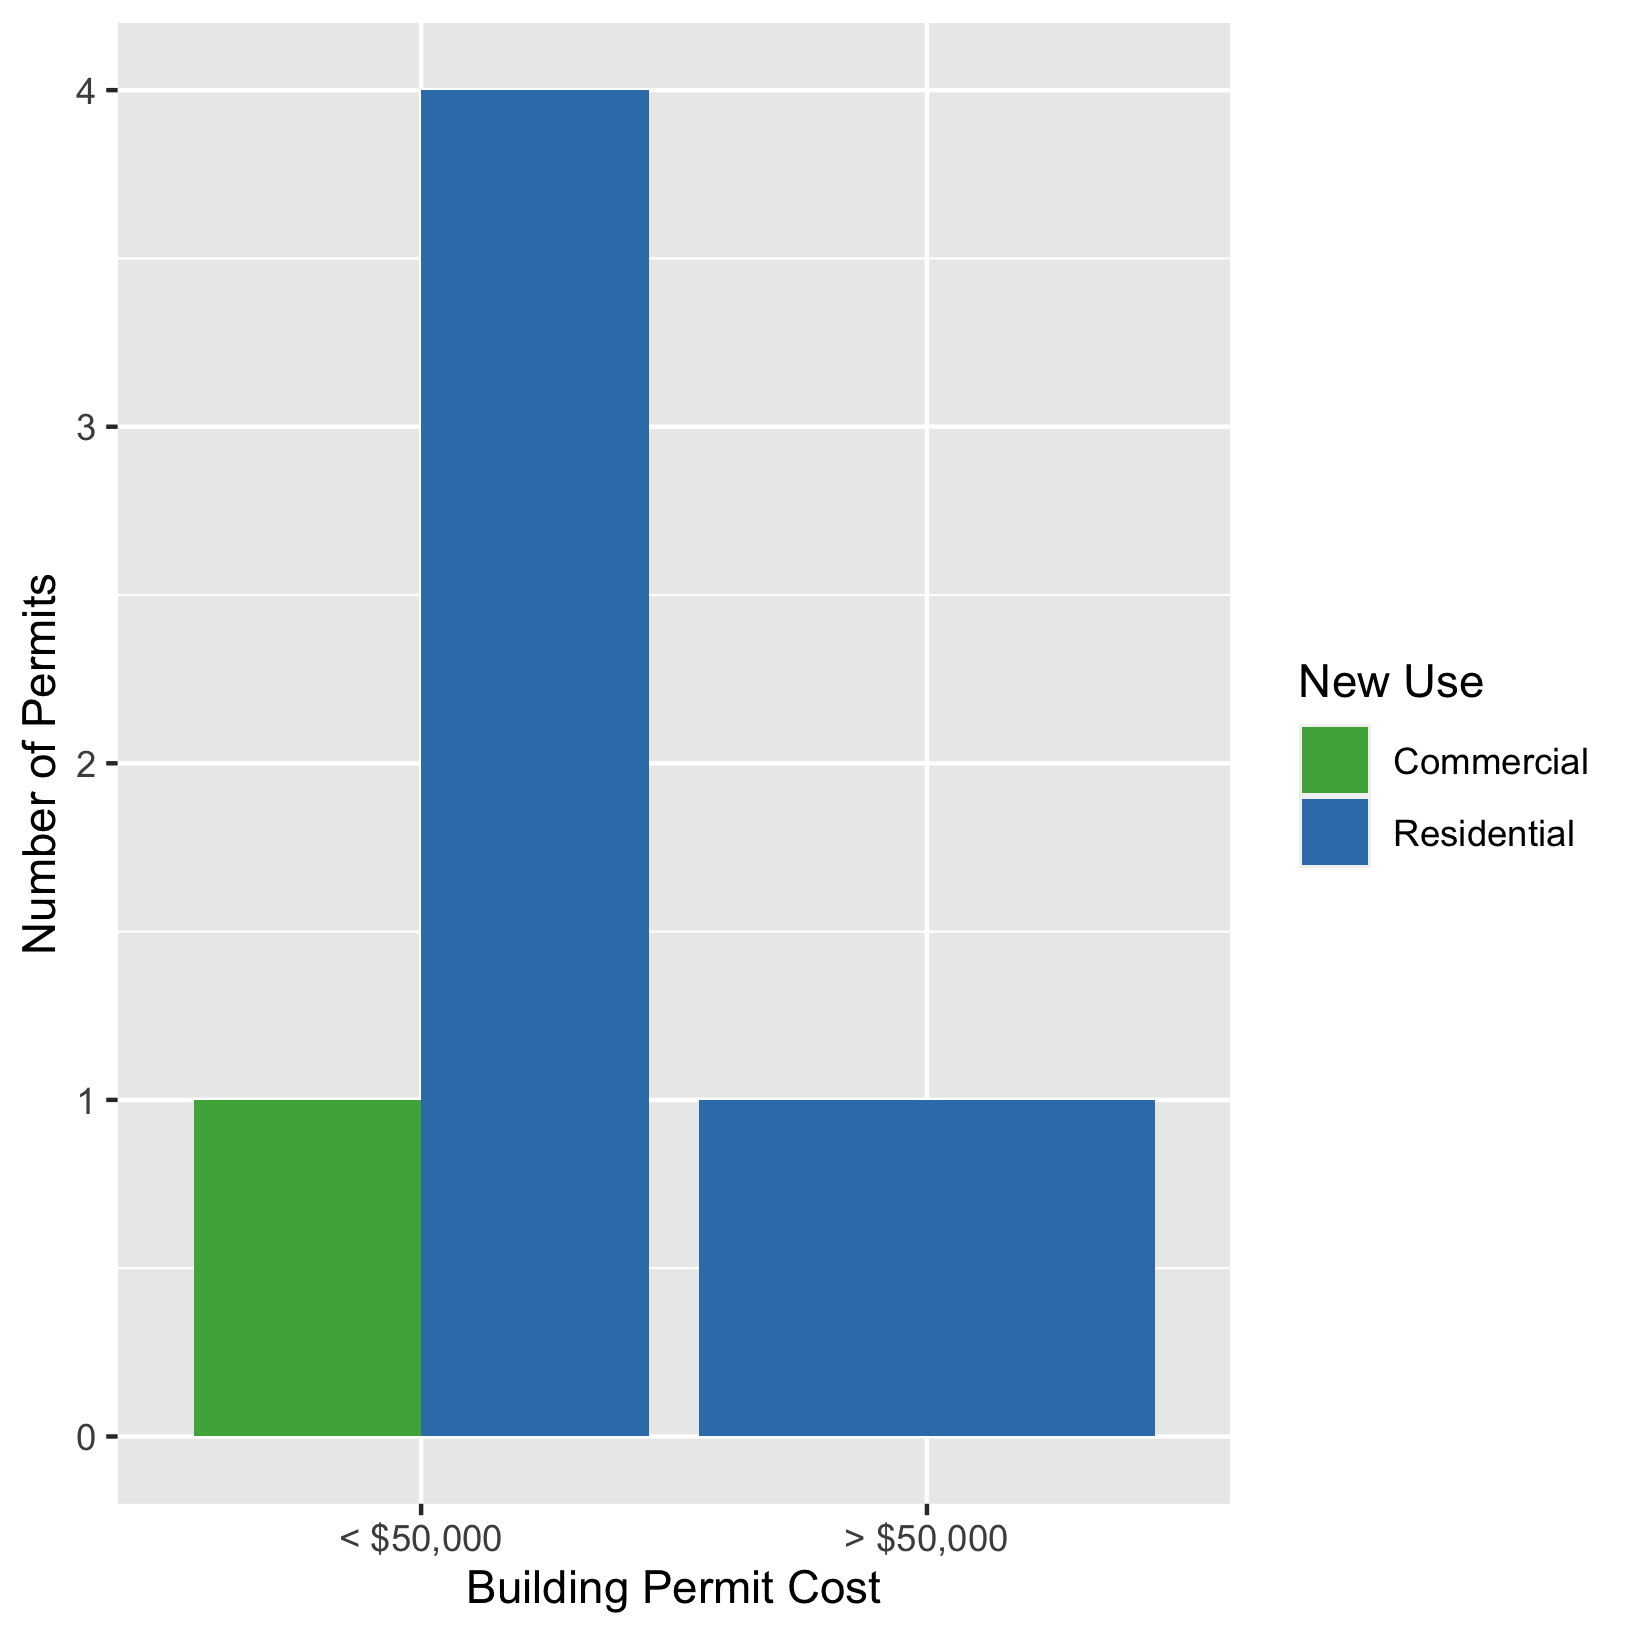 4
3
2
1
0
Number of Permits
< $50,000
> $50,000
Building Permit Cost
New Use
Commercial
Residential